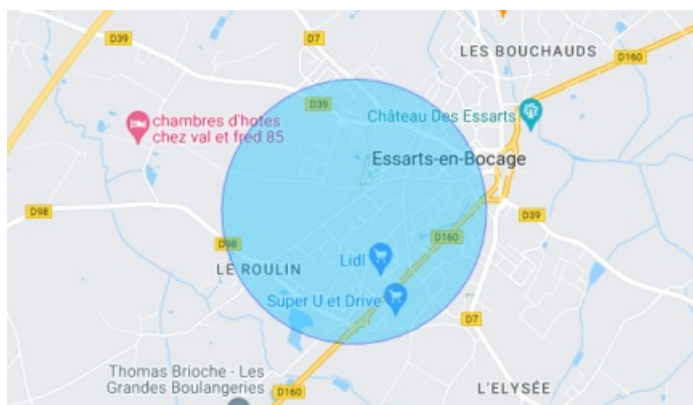 D39
D7
LES BOUCHAUDS
D160
D39
Château Des Essarts
chambres d'hotes
chez val et fred 85
Essarts-en-Bocage
D98
D39
D98
D160
LE ROULIN
Lidl
Super U et Drive
D7
Thomas Brioche - Les
Grandes Boulangeries
D160
L'ELYSÉE